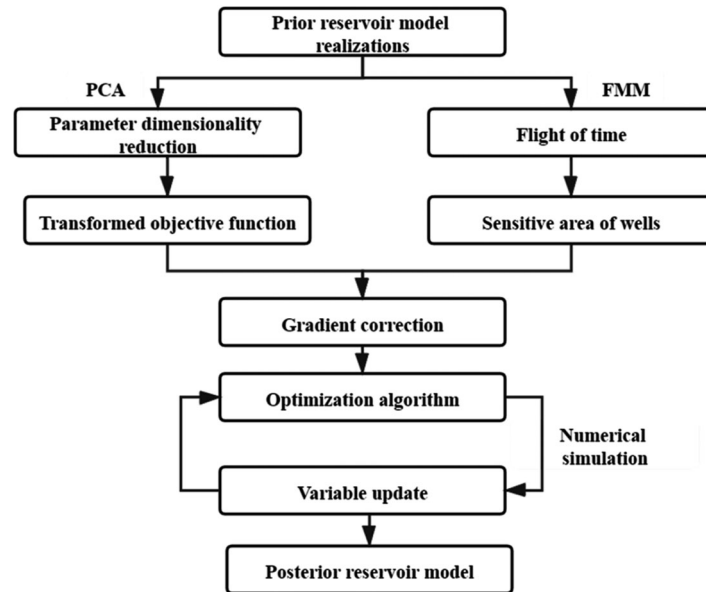 Prior reservoir model
realizations
PCA
FMM
Parameter dimensionality
reduction
Flight of time
Transformed objective function
Sensitive area of wells
Gradient correction
Optimization algorithm
Numerical
simulation
Variable update
Posterior reservoir model